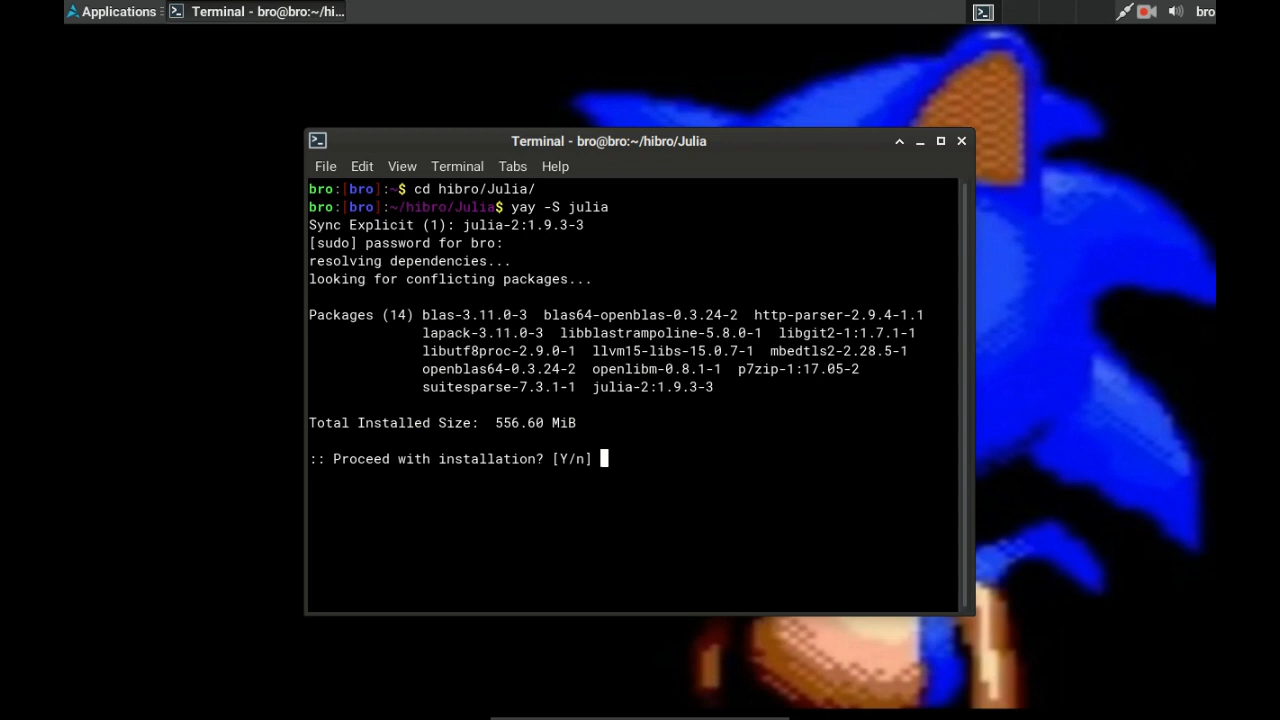 Applications Terminal - bro@bro:~/hi... bro
Terminal - bro@bro:~/hibro/Julia
File Edit View Terminal Tabs Help
bro:[bro]:~$ cd hibro/Julia/
bro:[bro]:~/hibro/Julia$ yay -S julia
Sync Explicit (1): julia-2:1.9.3-3
[sudo] password for bro:
resolving dependencies...
looking for conflicting packages...
Packages (14) blas-3.11.0-3  blas64-openblas-0.3.24-2  http-parser-2.9.4-1.1
lapack-3.11.0-3  libblastrampoline-5.8.0-1  libgit2-1:1.7.1-1
libutf8proc-2.9.0-1  llvm15-libs-15.0.7-1  mbedtls2-2.28.5-1
openblas64-0.3.24-2  openlibm-0.8.1-1  p7zip-1:17.05-2
suitesparse-7.3.1-1  julia-2:1.9.3-3
Total Installed Size:  556.60 MiB
:: Proceed with installation? [Y/n]